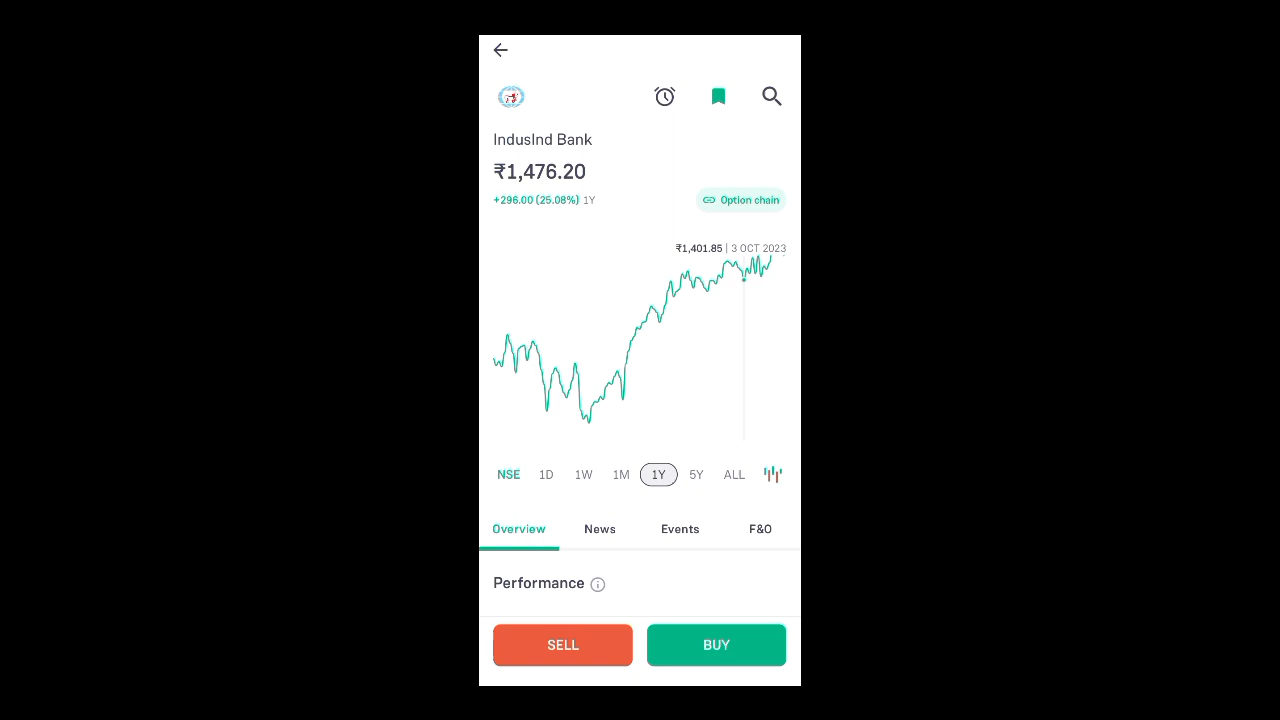 IndusInd Bank
₹1,476.20
+296.00 (25.08%) 1Y
Option chain
₹1,401.85 | 3 OCT 2023
NSE 1D 1W 1M 1Y 5Y ALL
Overview News Events F&O
Performance
SELL BUY